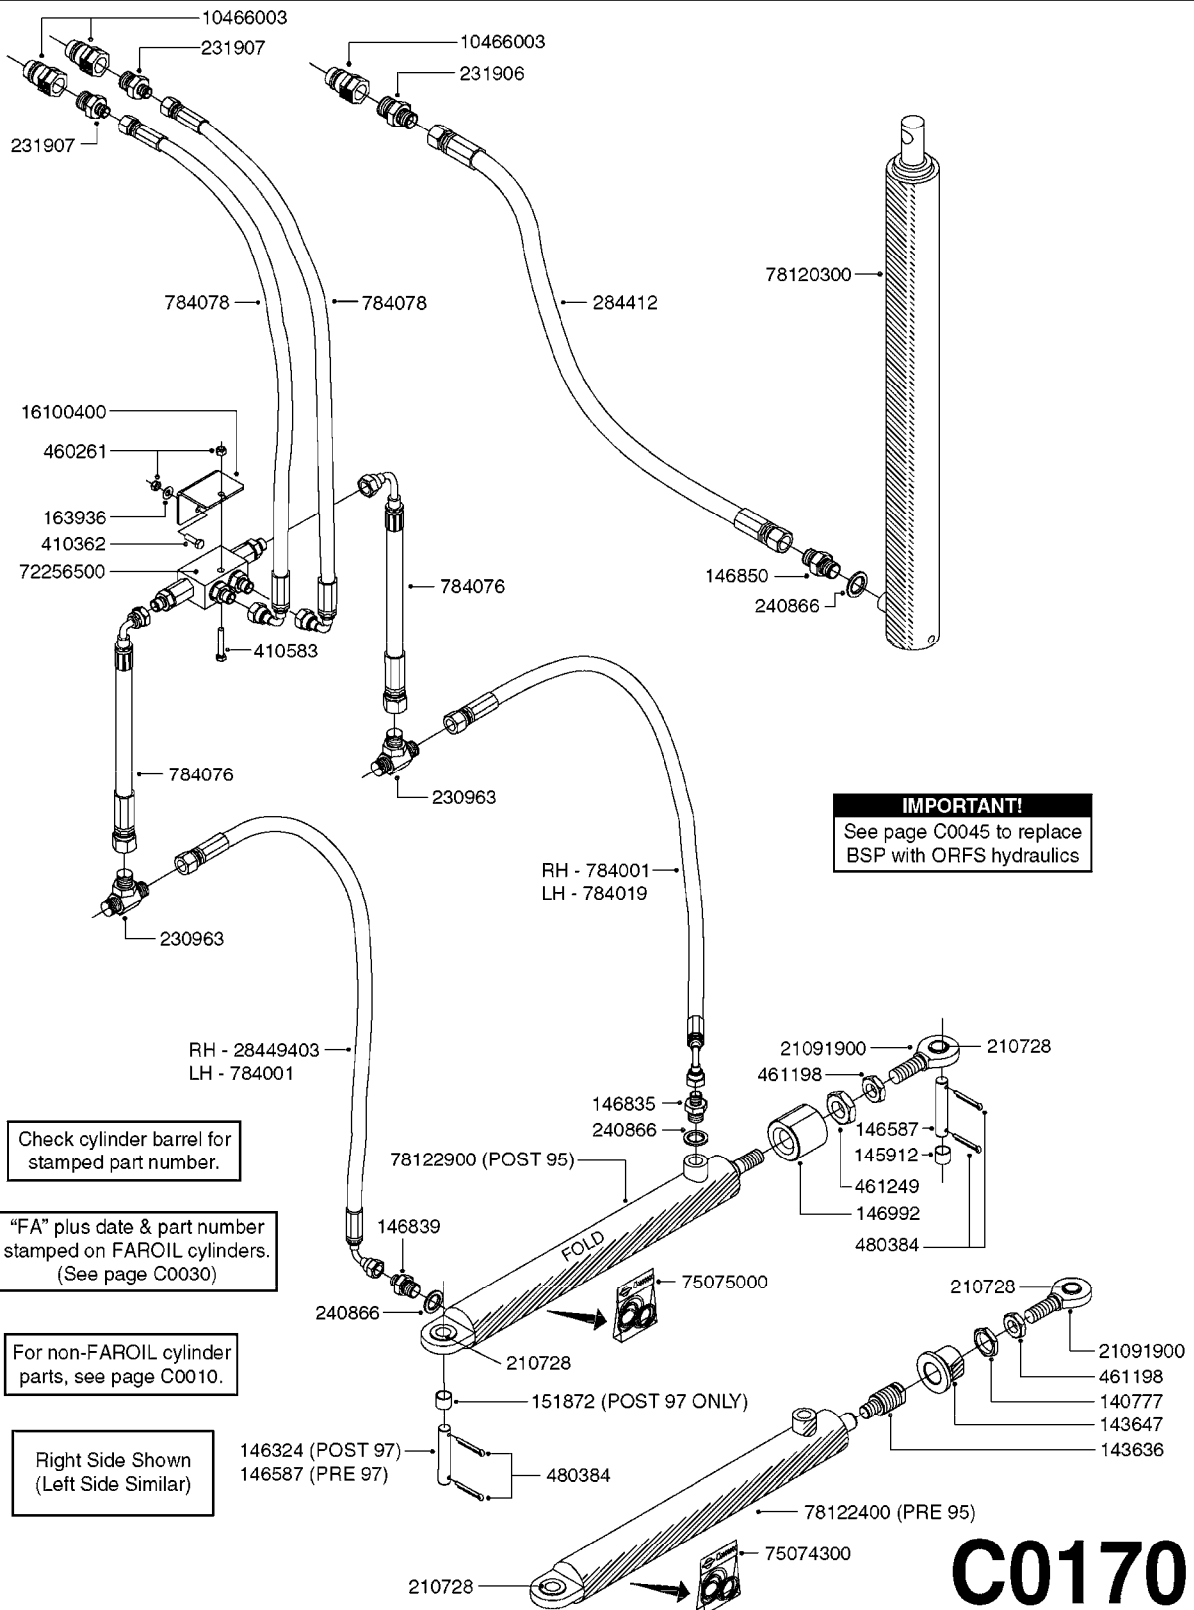 10466003
231907
10466003
231906
231907
78120300
784078
784078
284412
16100400
460261
163936
410362
72256500
784076
146850
240866
410583
784076
230963
IMPORTANT!
See page C0045 to replace
BSP with ORFS hydraulics
RH - 784001
LH - 784019
230963
RH - 28449403
LH - 784001
21091900
210728
461198
146835
240866
146587
145912
Check cylinder barrel for
stamped part number.
78122900 (POST 95)
461249
146992
480384
"FA" plus date & part number
stamped on FAROIL cylinders.
(See page C0030)
146839
FOLD
75075000
240866
210728
210728
For non-FAROIL cylinder
parts, see page C0010.
21091900
461198
140777
143647
143636
151872 (POST 97 ONLY)
Right Side Shown
(Left Side Similar)
146324 (POST 97)
146587 (PRE 97)
480384
78122400 (PRE 95)
75074300
210728
C0170